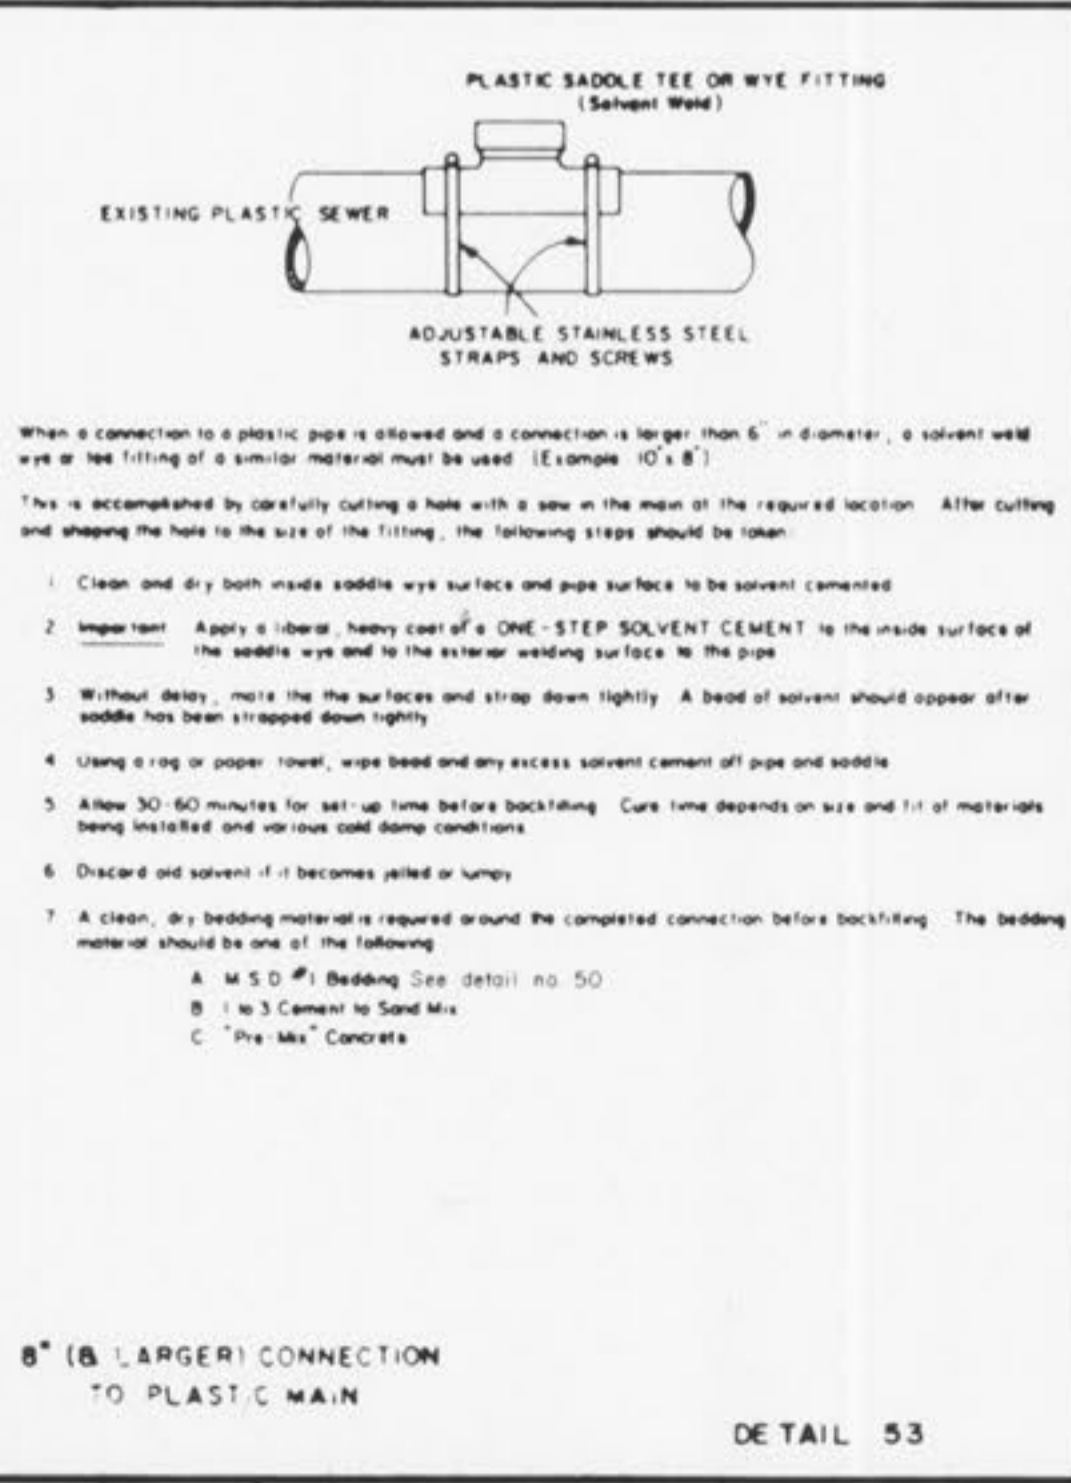 PLASTIC SADDLE TEE OR WYE FITTING
(Solvent Weld)
EXISTING PLASTIC SEWER
ADJUSTABLE STAINLESS STEEL
STRAPS AND SCREWS
When a connection to a plastic pipe is allowed and a connection is larger than 6" in diameter, a solvent weld
wye or tee fitting of a similar material must be used (Example 10"x 8")
This is accomplished by carefully cutting a hole with a saw in the main at the required location After cutting
and shaping the hole to the size of the fitting, the following steps should be taken:
1 Clean and dry both inside saddle wye surface and pipe surface to be solvent cemented
2 Important Apply a liberal, heavy coat of a ONE-STEP SOLVENT CEMENT to the inside surface of
the saddle wye and to the exterior welding surface to the pipe
3 Without delay, mate the the surfaces and strap down tightly A bead of solvent should appear after
saddle has been strapped down tightly
4 Using a rag or paper towel, wipe bead and any excess solvent cement off pipe and saddle
5 Allow 30-60 minutes for set-up time before backfilling Cure time depends on size and fit of materials
being installed and various cold damp conditions
6 Discard old solvent if it becomes jelled or lumpy
7 A clean, dry bedding material is required around the completed connection before backfilling The bedding
material should be one of the following
A M S D #1 Bedding See detail no. 50
B 1 to 3 Cement to Sand Mix
C "Pre-Mix" Concrete
8" (& LARGER) CONNECTION
TO PLASTIC MAIN
DETAIL 53